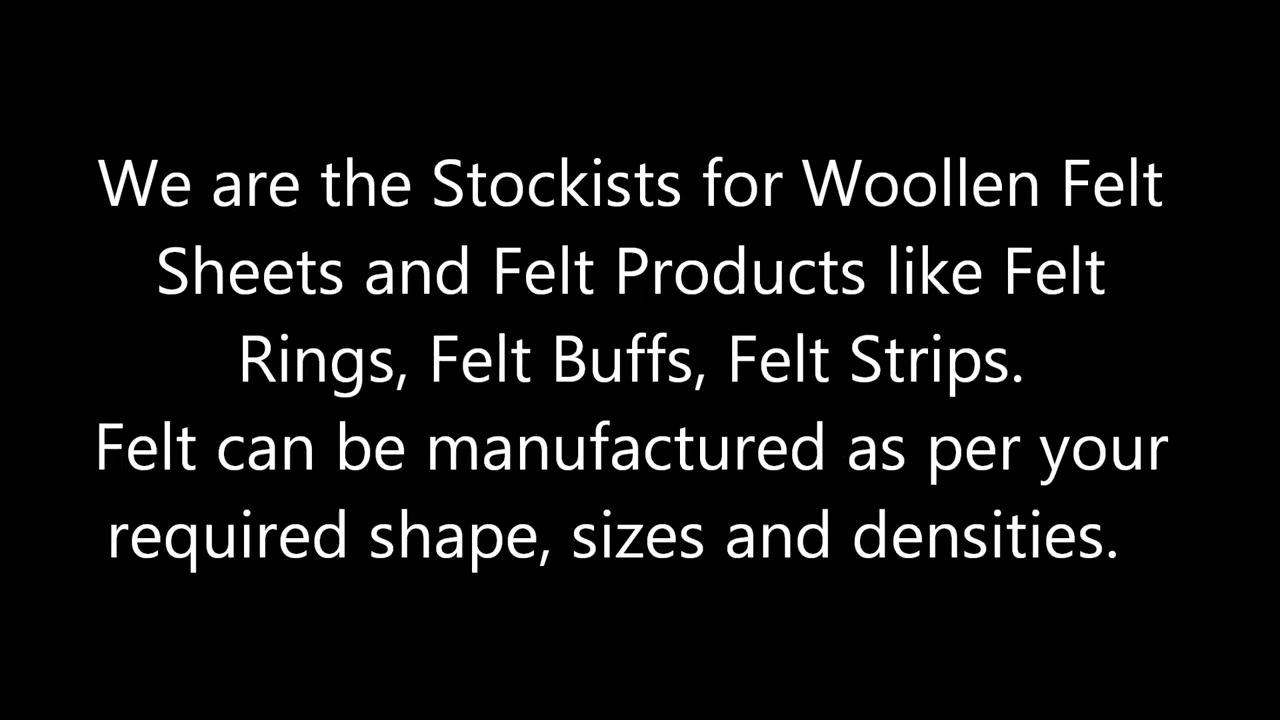 We are the Stockists for Woollen Felt
Sheets and Felt Products like Felt
Rings, Felt Buffs, Felt Strips.
Felt can be manufactured as per your
required shape, sizes and densities.